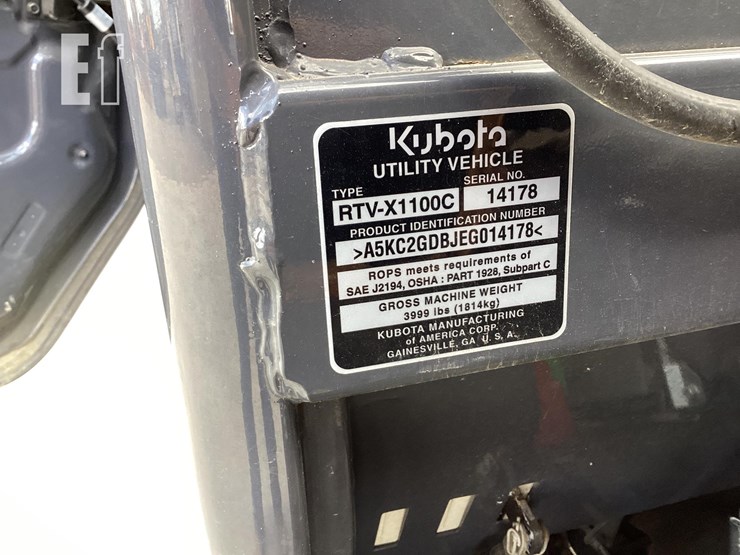 Ef
Kubota
UTILITY VEHICLE
TYPE
SERIAL NO.
RTV-X1100C
14178
PRODUCT IDENTIFICATION NUMBER
>A5KC2GDBJEG014178<
ROPS meets requirements of
SAE J2194, OSHA : PART 1928, Subpart C
GROSS MACHINE WEIGHT
3999 lbs (1814kg)
KUBOTA MANUFACTURING
of AMERICA CORP.
GAINESVILLE, GA U. S. A.